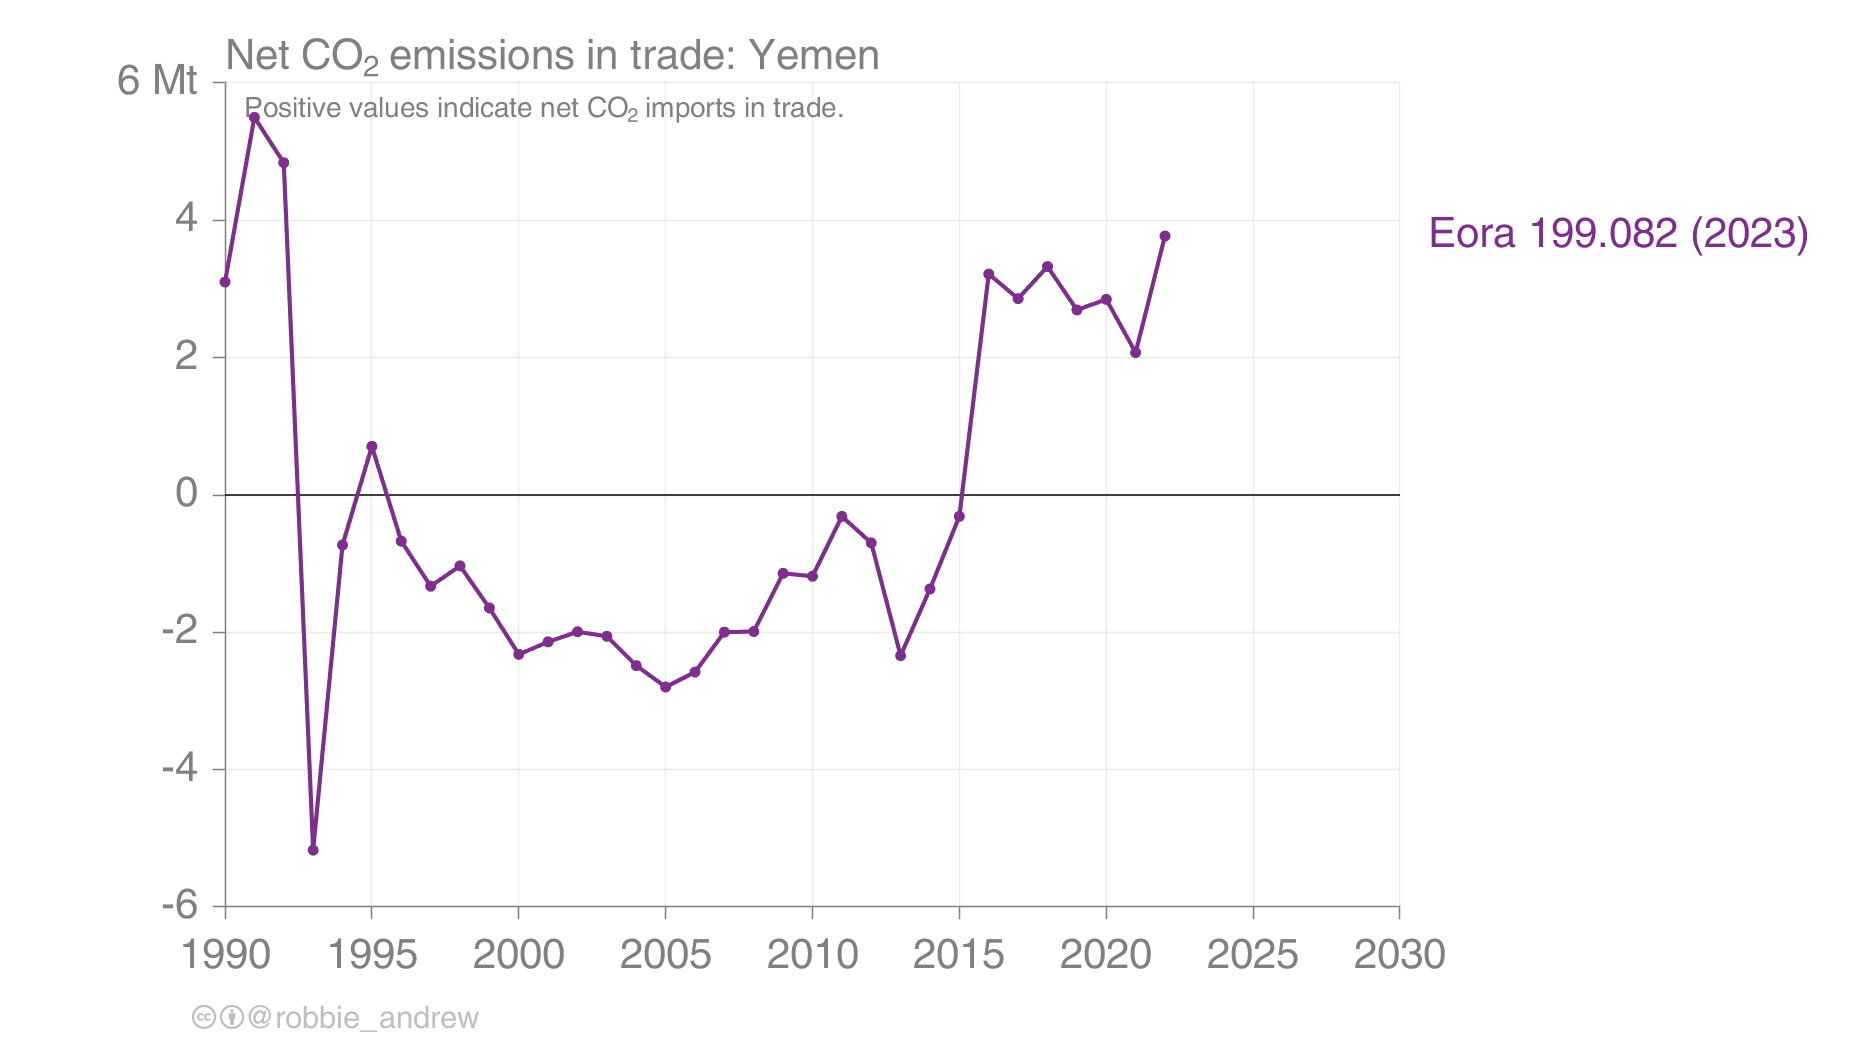 Net CO₂ emissions in trade: Yemen
6 Mt
Positive values indicate net CO₂ imports in trade.
4
Eora 199.082 (2023)
2
0
-2
-4
-6
1990 1995 2000 2005 2010 2015 2020 2025 2030
@robbie_andrew